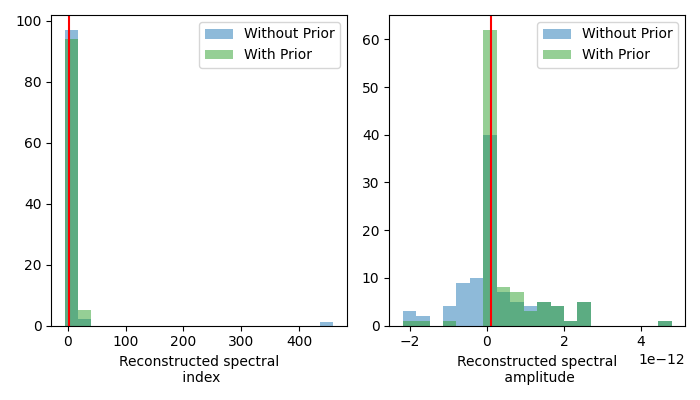 100
80
60
40
20
0
0
100
200
300
400
Reconstructed spectral
index
Without Prior
With Prior
60
50
40
30
20
10
0
−2
0
2
4
1e−12
Reconstructed spectral
amplitude
Without Prior
With Prior